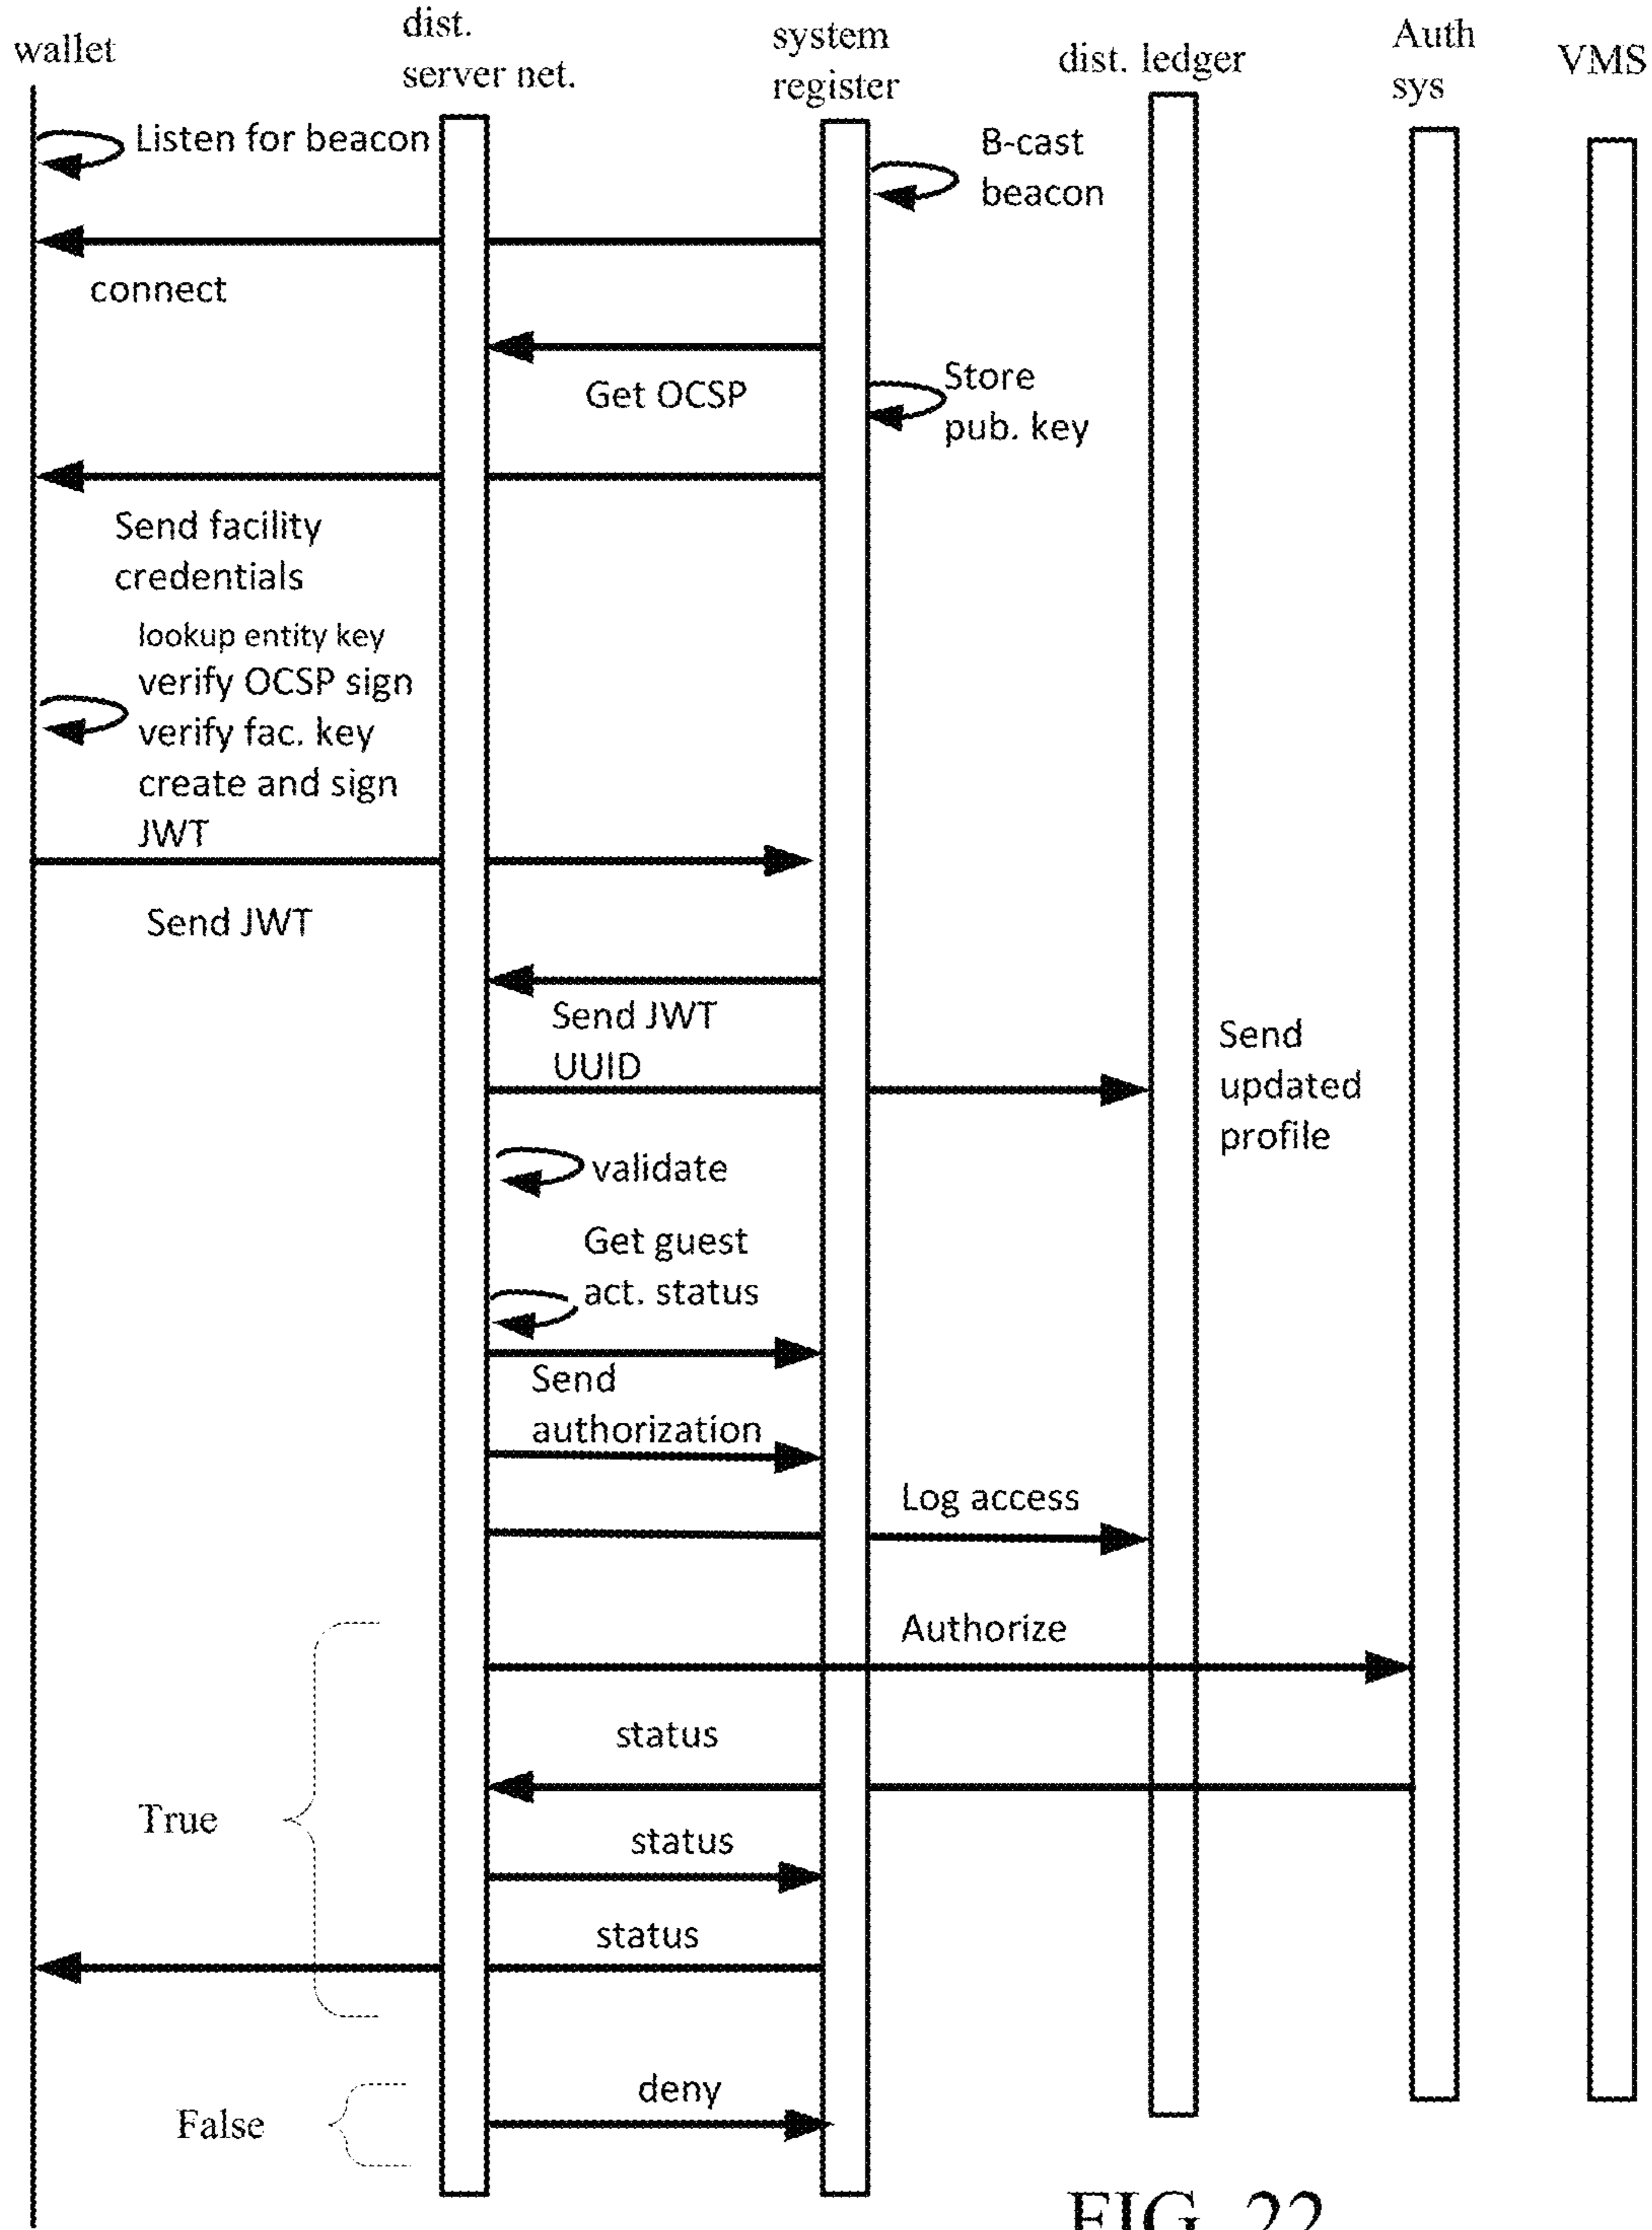 wallet
dist.
server net.
system
register
dist. ledger
Auth
sys
VMS
Listen for beacon
B-cast
beacon
connect
Get OCSP
Store
pub. key
Send facility
credentials
lookup entity key
verify OCSP sign
verify fac. key
create and sign
JWT
Send JWT
Send JWT
UUID
Send
updated
profile
validate
Get guest
act. status
Send
authorization
Log access
Authorize
status
True
status
status
deny
False
FIG. 22